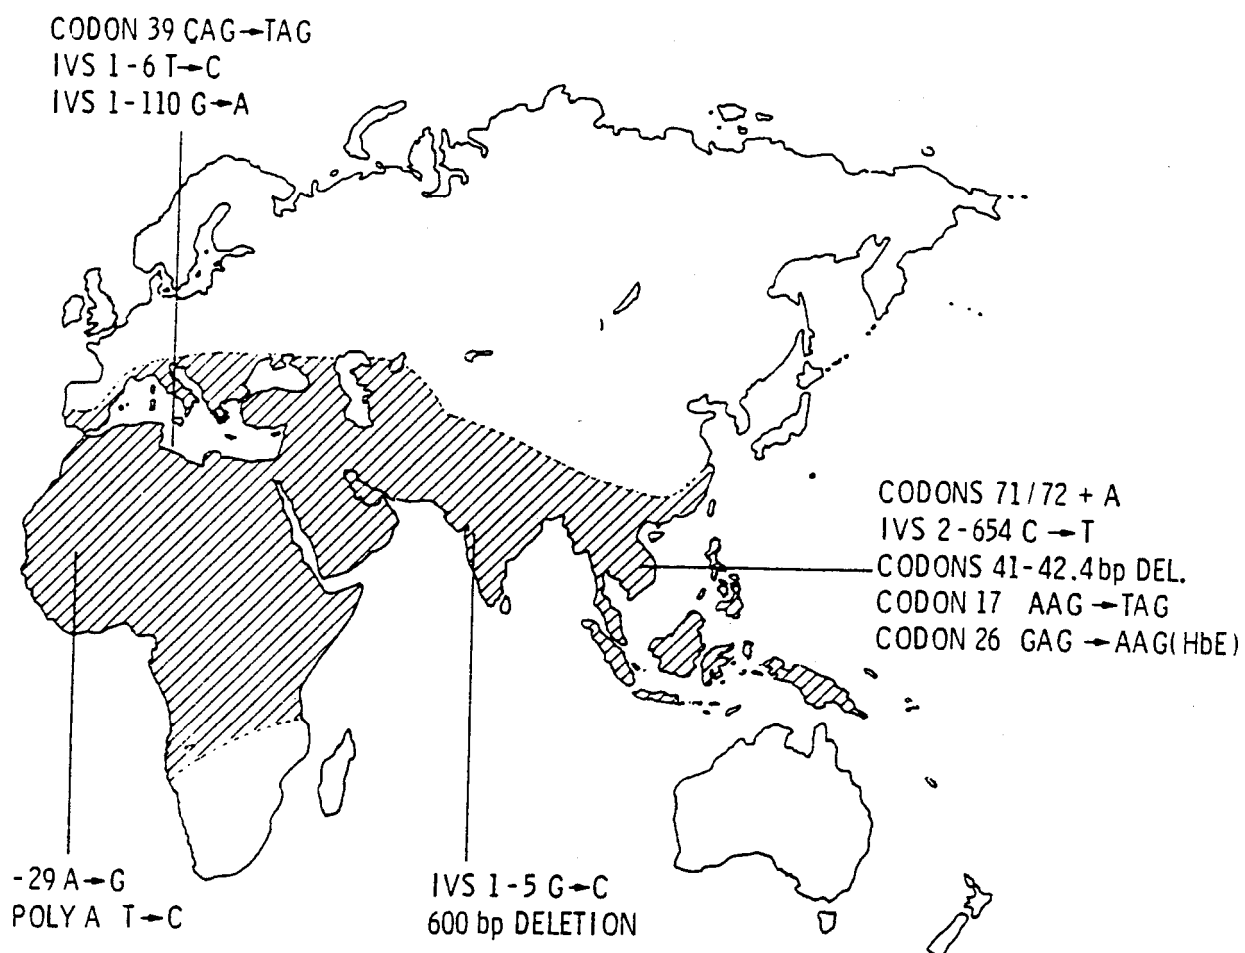 CODON 39 CAG→TAG
IVS 1-6 T→C
IVS 1-110 G→A
CODONS 71/72 + A
IVS 2-654 C→T
CODONS 41-42.4bp DEL.
CODON 17 AAG→TAG
CODON 26 GAG→AAG(HbE)
-29 A→G
POLY A T→C
IVS 1-5 G→C
600 bp DELETION